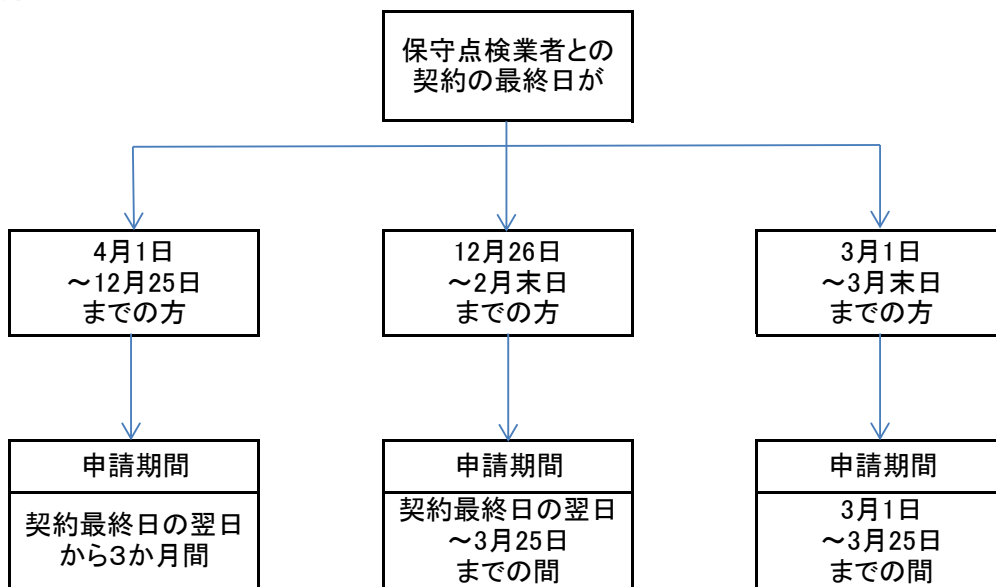 保守点検業者との
契約の最終日が
4月1日
～12月25日
までの方
12月26日
～2月末日
までの方
3月1日
～3月末日
までの方
申請期間
契約最終日の翌日
から３か月間
申請期間
契約最終日の翌日
～3月25日
までの間
申請期間
3月1日
～3月25日
までの間